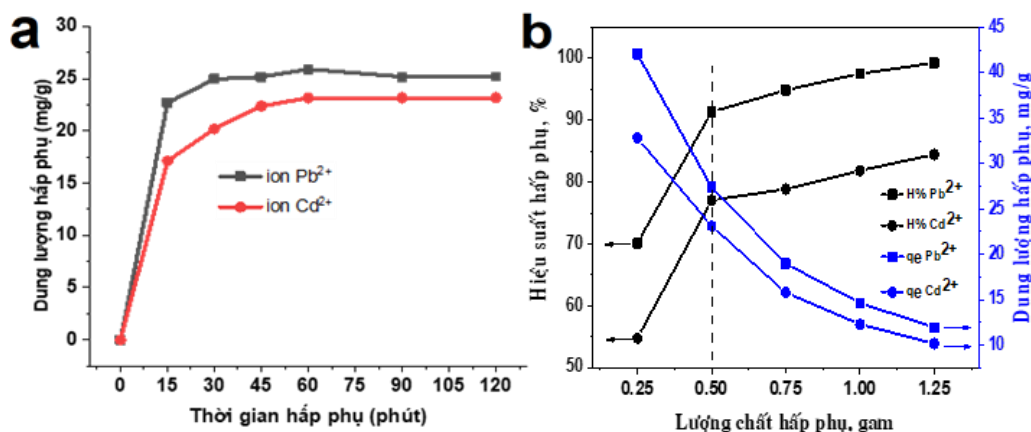 a
Dung lượng hấp phụ (mg/g)
30
25
20
15
10
5
0
ion Pb2+
ion Cd2+
0 15 30 45 60 75 90 105 120
Thời gian hấp phụ (phút)
b
Hiệu suất hấp phụ, %
100
90
80
70
60
50
H% Pb2+
H% Cd2+
qe Pb2+
qe Cd2+
45
40
35
30
25
20
15
10
Dung lượng hấp phụ, mg/g
0.25 0.50 0.75 1.00 1.25
Lượng chất hấp phụ, gam